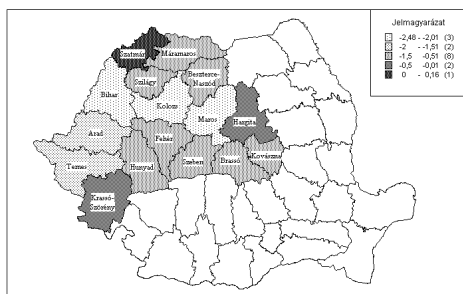 Jelmagyarázat
-2,48 - -2,01 (3)
-2 - -1,51 (2)
-1,5 - -0,51 (8)
-0,5 - -0,01 (2)
0 - 0,16 (1)
Szatmár
Máramaros
Szilágy
Beszterce-
Naszód
Bihar
Kolozs
Maros
Hargita
Arad
Fehér
Temes
Hunyad
Szeben
Brassó
Kovászna
Krassó-
Szörény